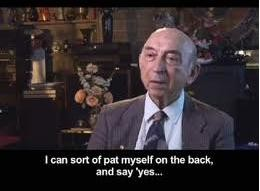 I can sort of pat myself on the back,
and say 'yes...